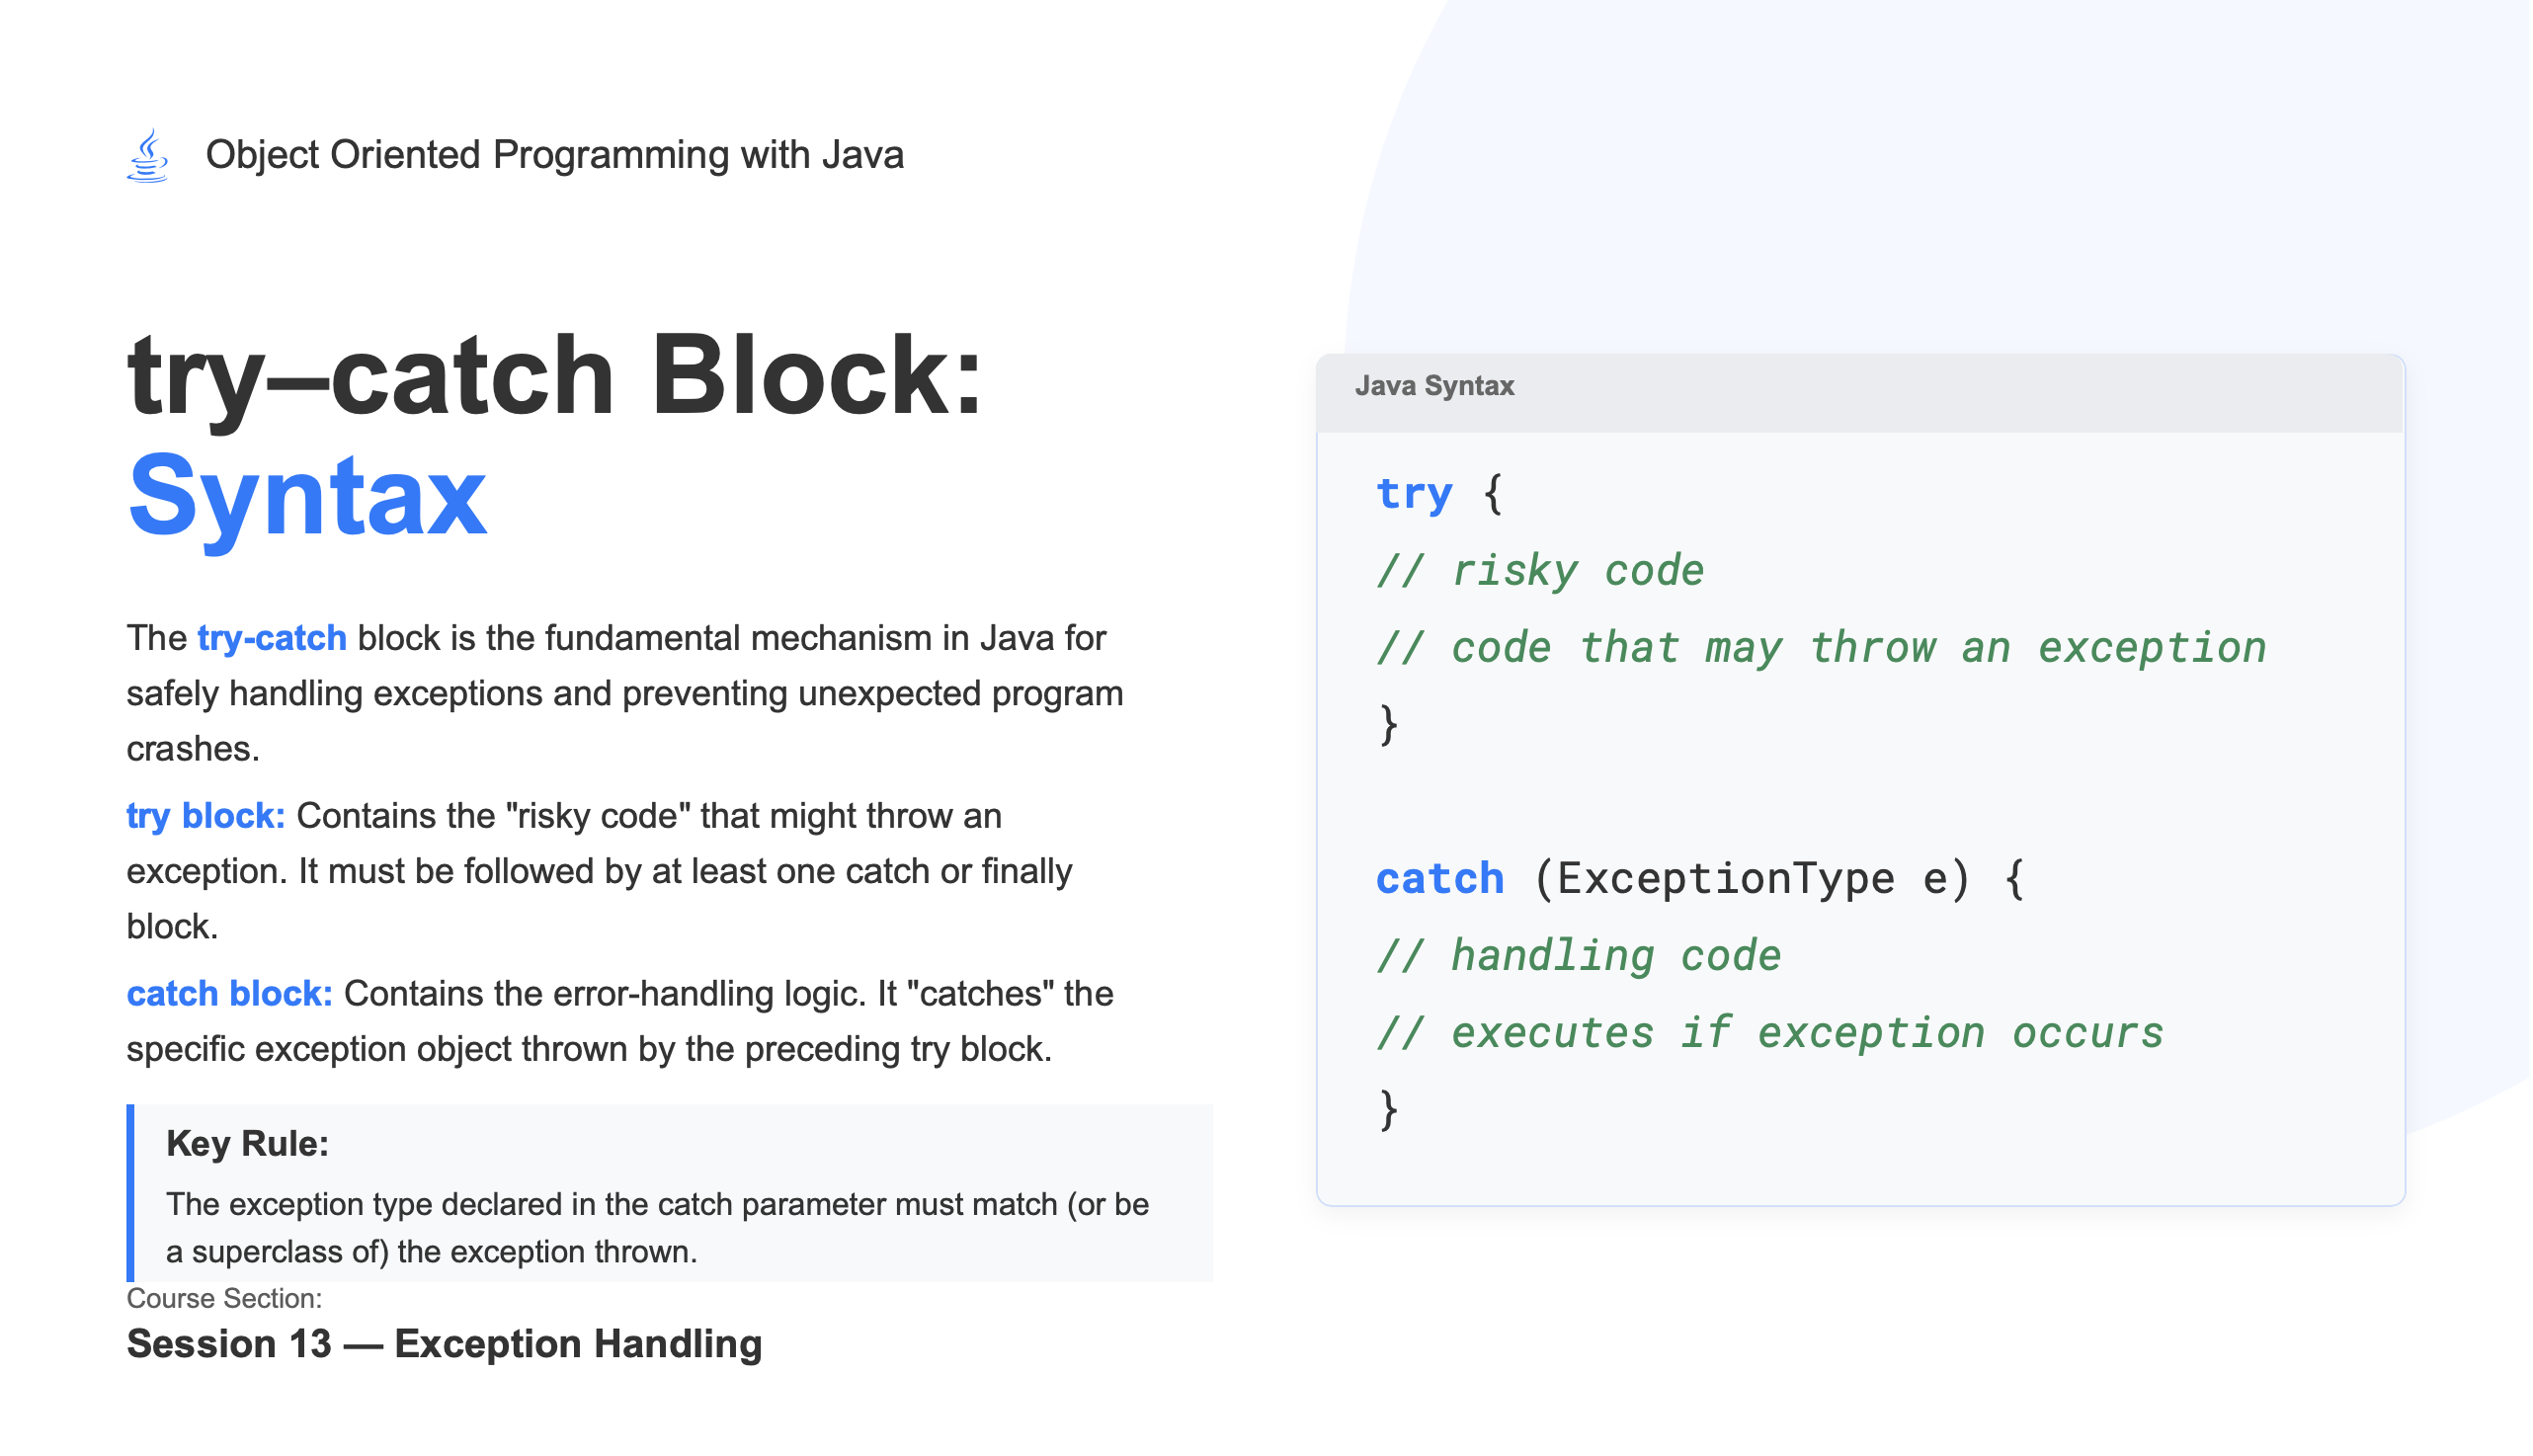 Object Oriented Programming with Java
try–catch Block:
Syntax
The try-catch block is the fundamental mechanism in Java for
safely handling exceptions and preventing unexpected program
crashes.
try block: Contains the "risky code" that might throw an
exception. It must be followed by at least one catch or finally
block.
catch block: Contains the error-handling logic. It "catches" the
specific exception object thrown by the preceding try block.
Key Rule:
The exception type declared in the catch parameter must match (or be
a superclass of) the exception thrown.
Course Section:
Session 13 — Exception Handling
Java Syntax
try {
// risky code
// code that may throw an exception
}
catch (ExceptionType e) {
// handling code
// executes if exception occurs
}